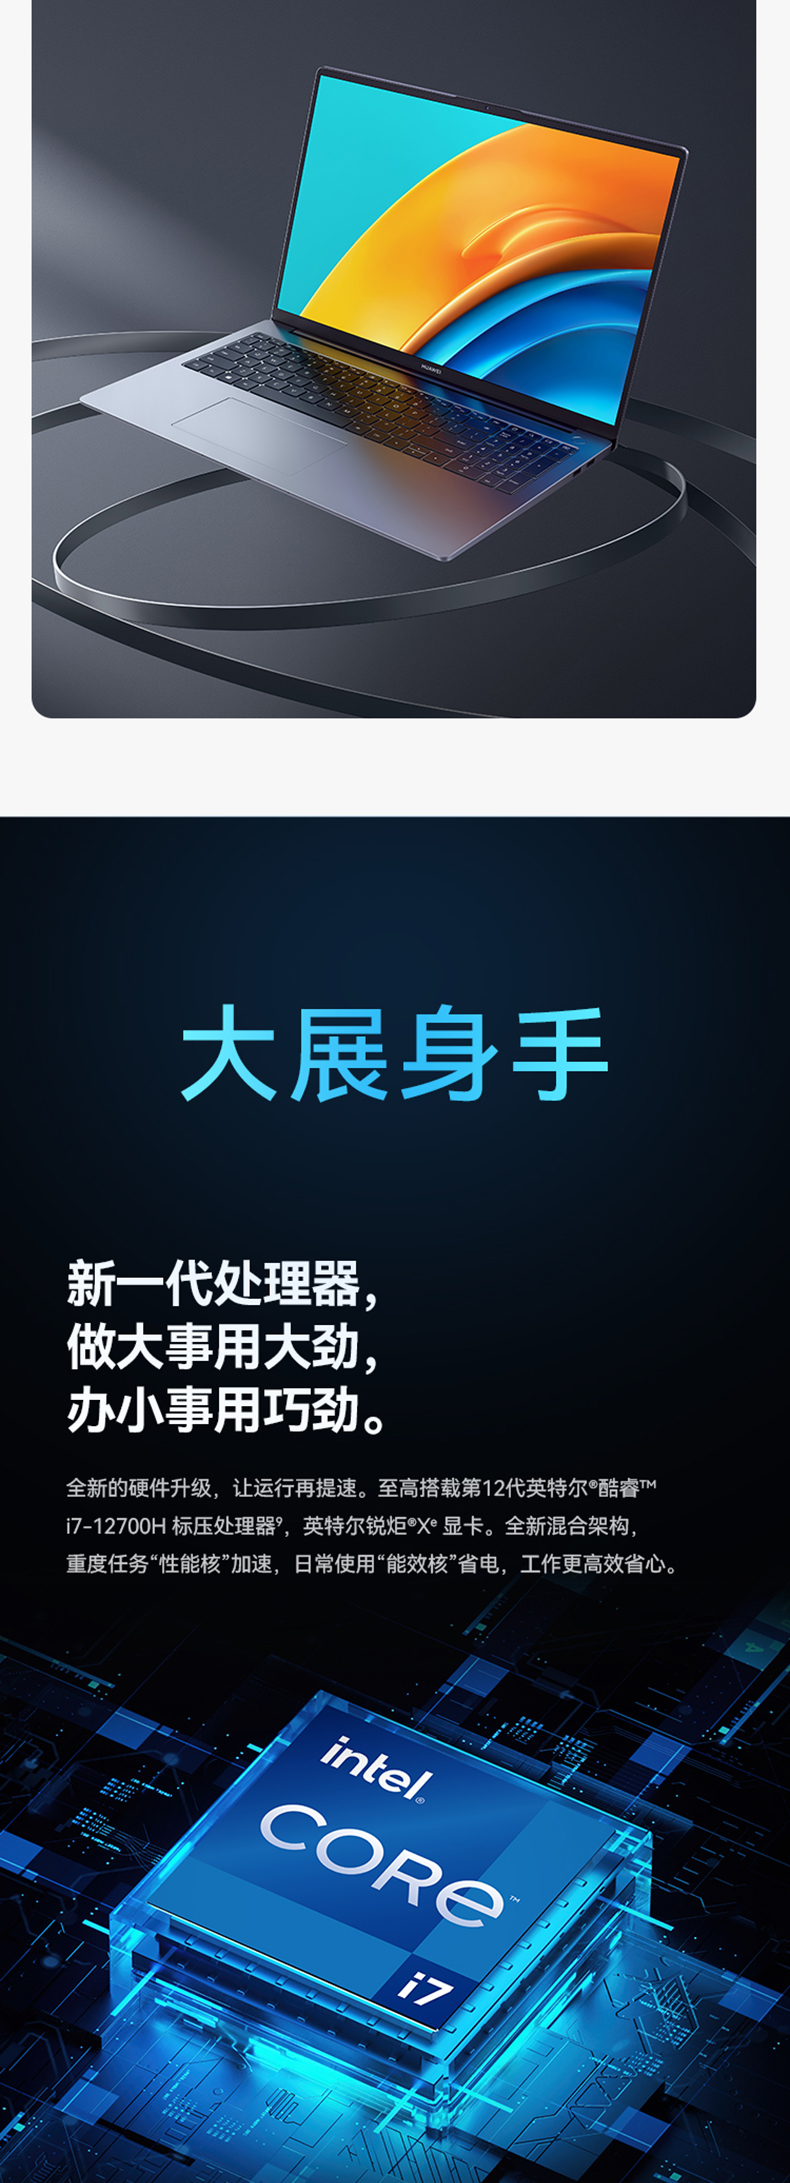 HUAWEI
大展身手
新一代处理器，
做大事用大劲，
办小事用巧劲。
全新的硬件升级，让运行再提速。至高搭载第12代英特尔®酷睿™
i7-12700H 标压处理器⁹，英特尔锐炬®Xᵉ 显卡。全新混合架构，
重度任务“性能核”加速，日常使用“能效核”省电，工作更高效省心。
intel®
CORe™
i7